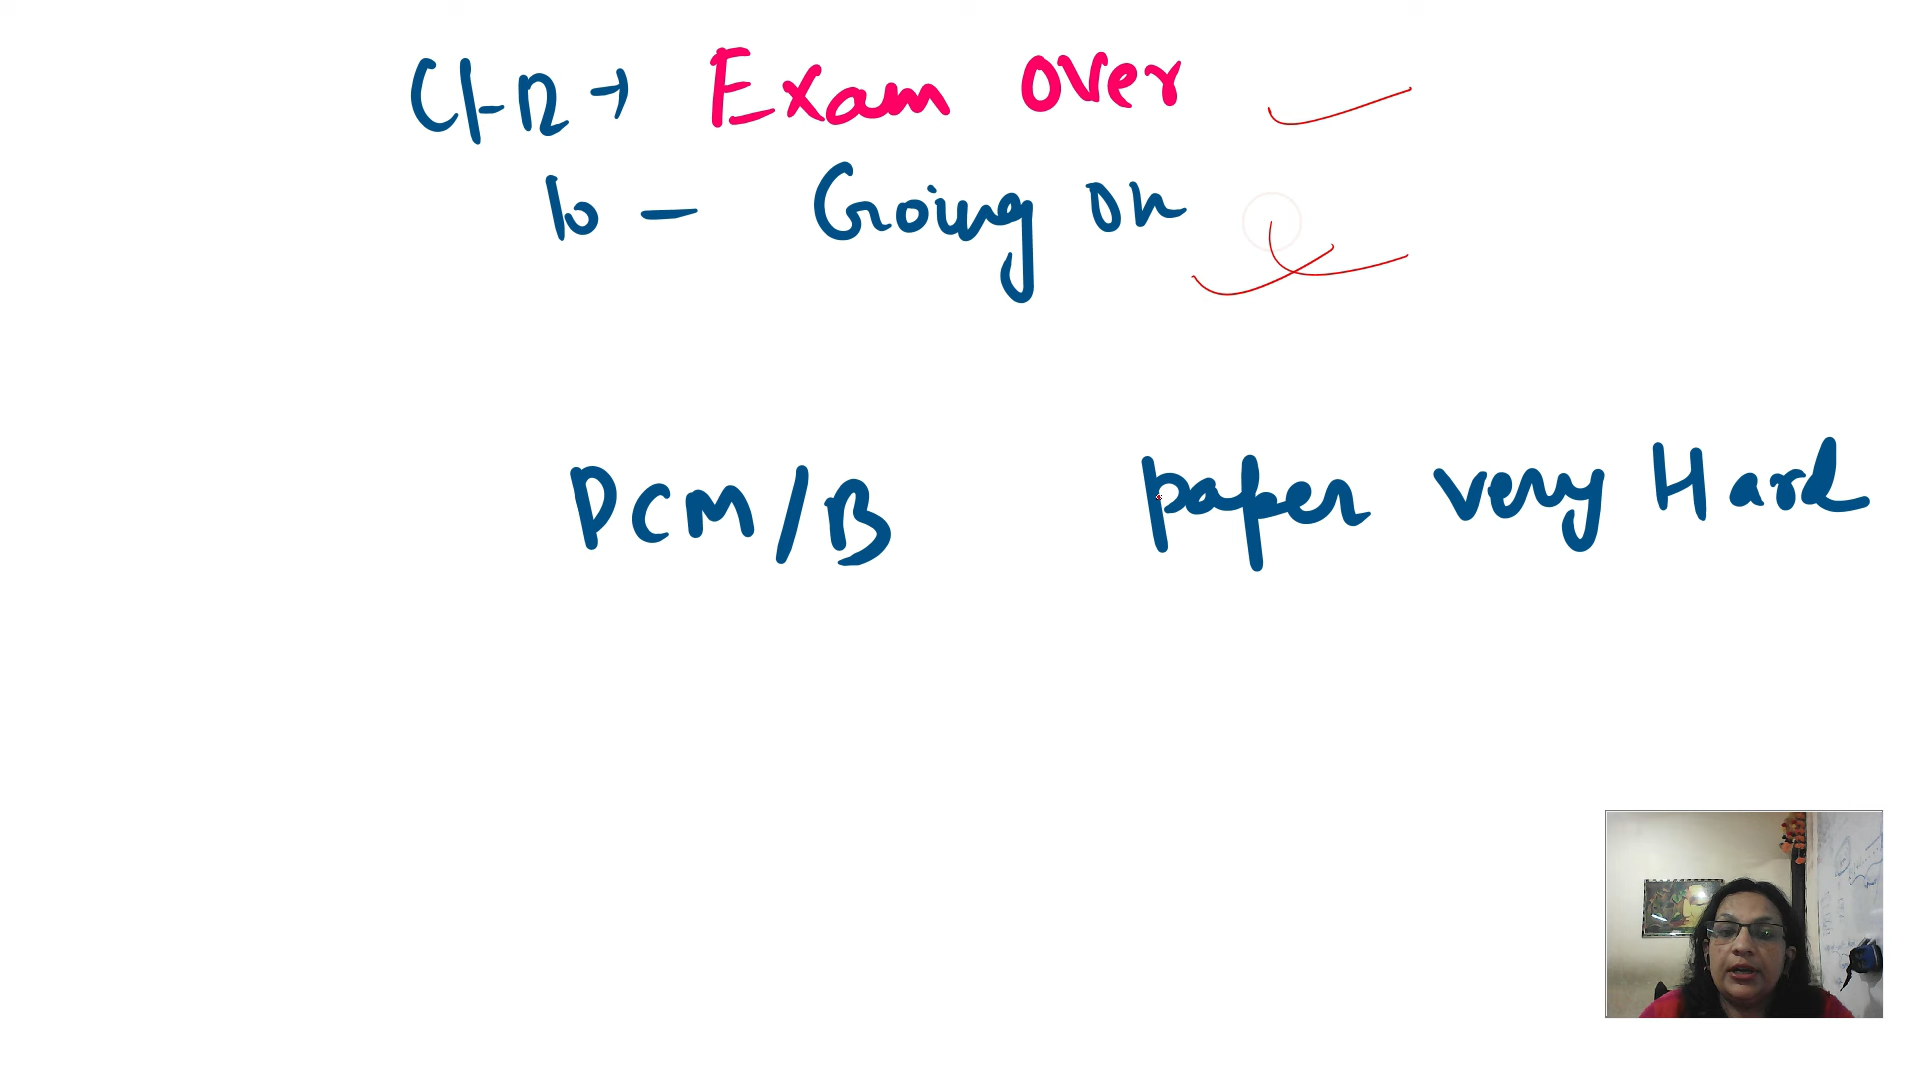 Cl-12 → Exam over
10 - Going on
PCM/B paper very Hard